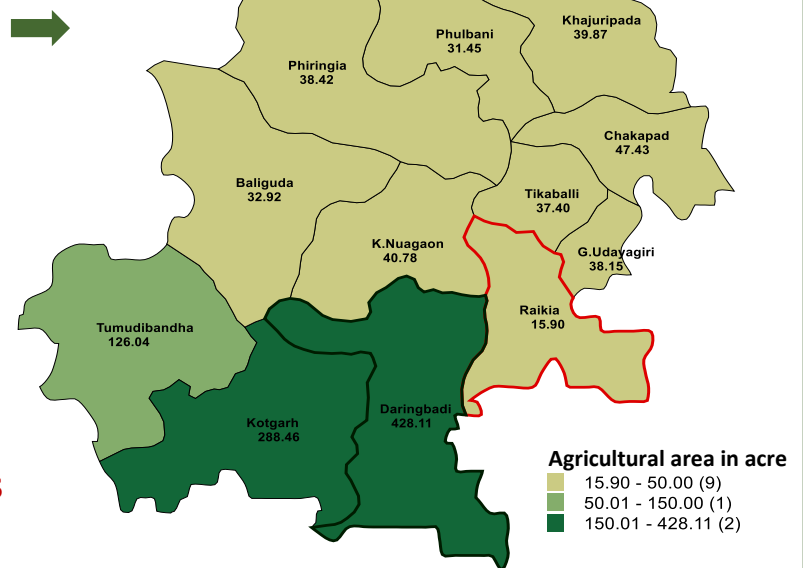 Khajuripada
39.87
Phulbani
31.45
Phiringia
38.42
Chakapad
47.43
Baliguda
32.92
Tikaballi
37.40
K.Nuagaon
40.78
G.Udayagiri
38.15
Raikia
15.90
Tumudibandha
126.04
Daringbadi
428.11
Kotgarh
288.46
Agricultural area in acre
15.90 - 50.00 (9)
50.01 - 150.00 (1)
150.01 - 428.11 (2)